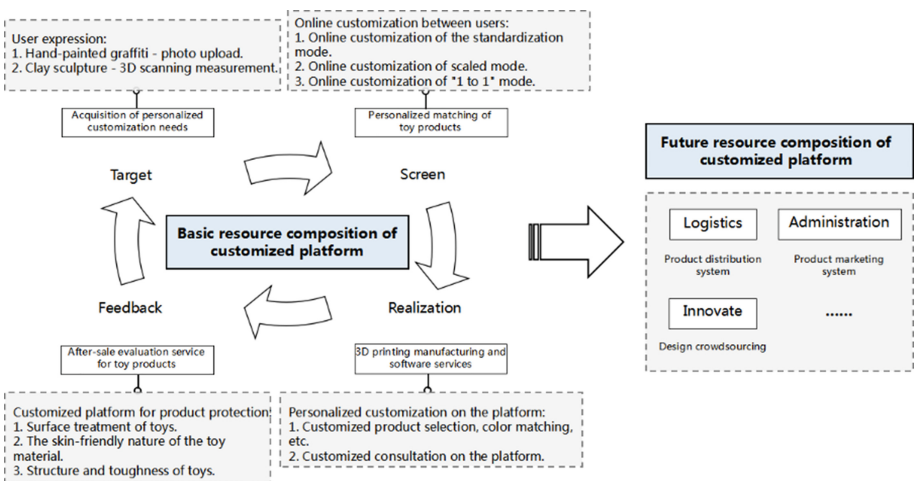 User expression:
1. Hand-painted graffiti - photo upload.
2. Clay sculpture - 3D scanning measurement.
Online customization between users:
1. Online customization of the standardization
mode.
2. Online customization of scaled mode.
3. Online customization of "1 to 1" mode.
Acquisition of personalized
customization needs
Personalized matching of
toy products
Target
Screen
Basic resource composition of
customized platform
Feedback
Realization
After-sale evaluation service
for toy products
3D printing manufacturing and
software services
Customized platform for product protection:
1. Surface treatment of toys.
2. The skin-friendly nature of the toy
material.
3. Structure and toughness of toys.
Personalized customization on the platform:
1. Customized product selection, color matching,
etc.
2. Customized consultation on the platform.
Future resource composition of
customized platform
Logistics
Administration
Product distribution
system
Product marketing
system
Innovate
......
Design crowdsourcing